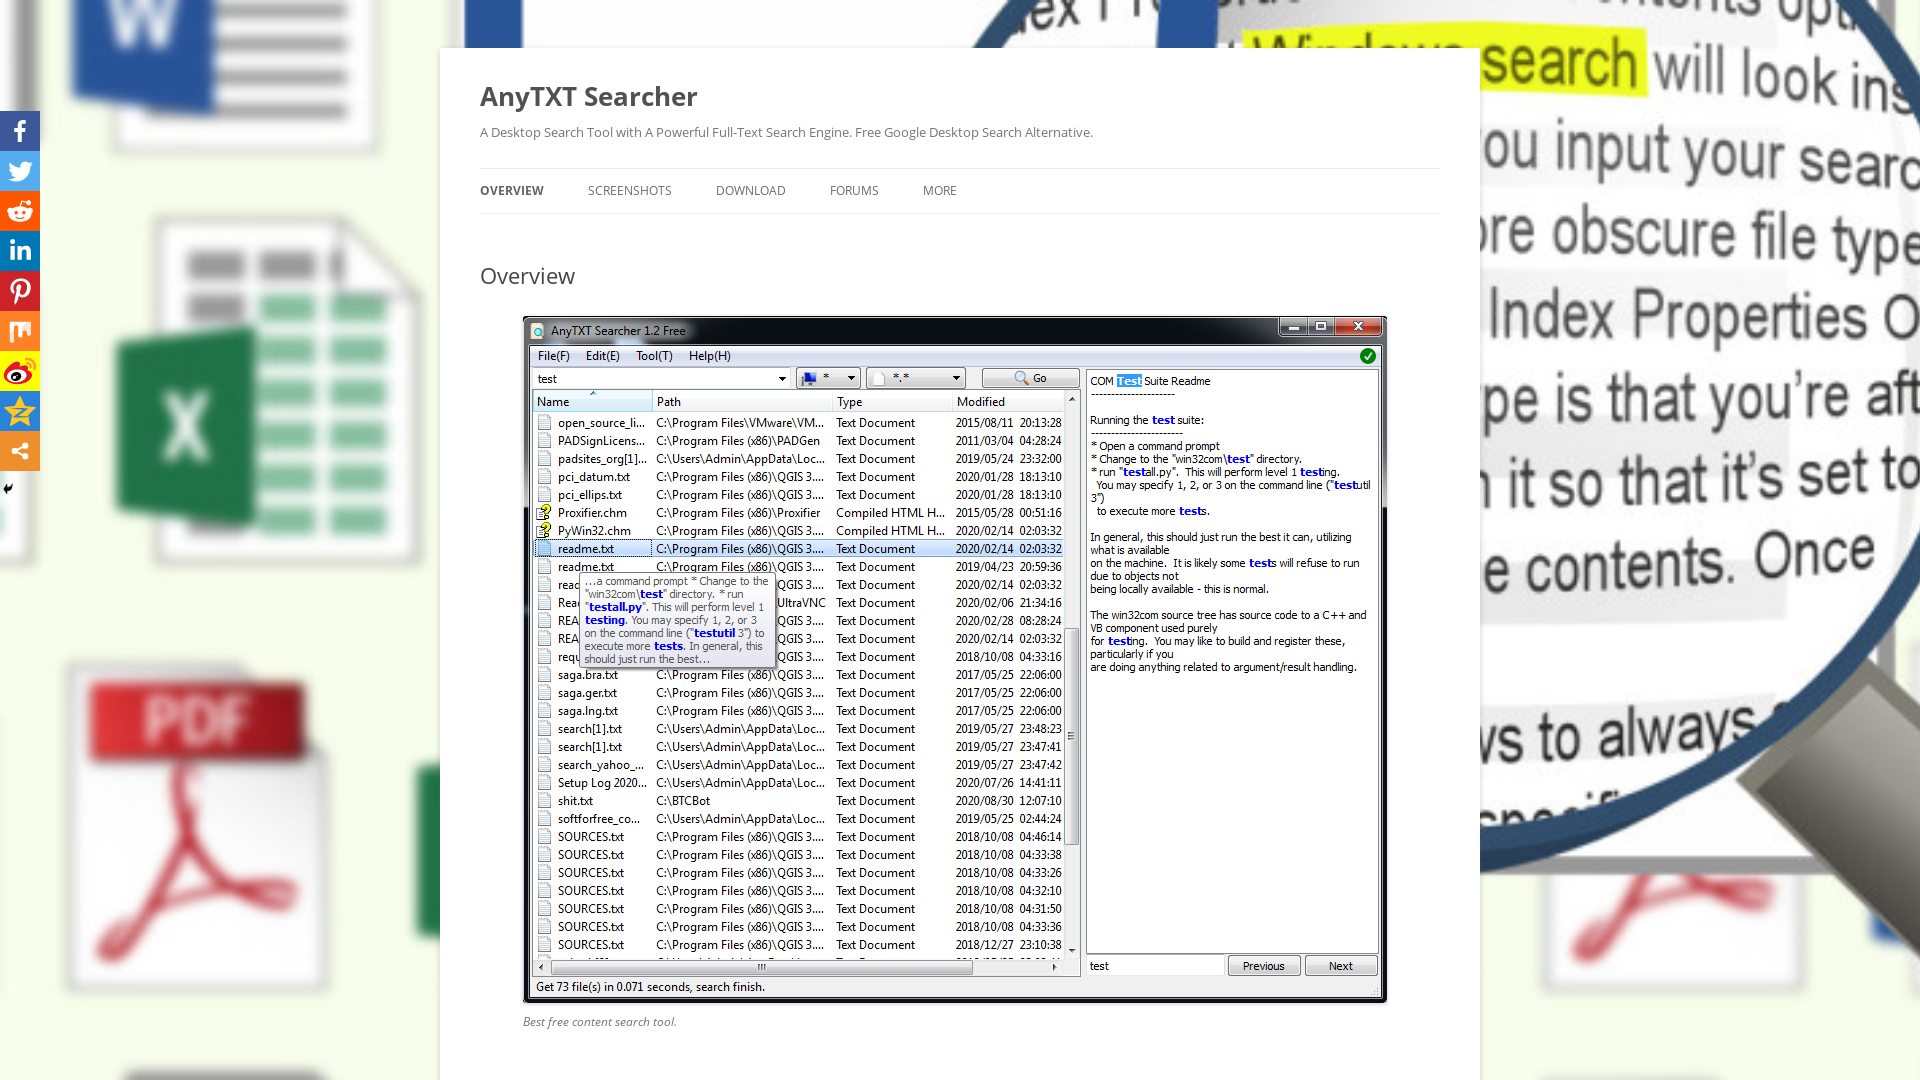 AnyTXT Searcher
A Desktop Search Tool with A Powerful Full-Text Search Engine. Free Google Desktop Search Alternative.
OVERVIEW SCREENSHOTS DOWNLOAD FORUMS MORE
Overview
AnyTXT Searcher 1.2 Free
File(F) Edit(E) Tool(T) Help(H)
test * *.* Go
Name Path Type Modified
open_source_li... C:\Program Files\VMware\VM... Text Document 2015/08/11 20:13:28
PADSignLicens... C:\Program Files (x86)\PADGen Text Document 2011/03/04 04:28:24
padsites_org[1]... C:\Users\Admin\AppData\Loc... Text Document 2019/05/24 23:32:00
pci_datum.txt C:\Program Files (x86)\QGIS 3.... Text Document 2020/01/28 18:13:10
pci_ellips.txt C:\Program Files (x86)\QGIS 3.... Text Document 2020/01/28 18:13:10
Proxifier.chm C:\Program Files (x86)\Proxifier Compiled HTML H... 2015/05/28 00:51:16
PyWin32.chm C:\Program Files (x86)\QGIS 3.... Compiled HTML H... 2020/02/14 02:03:32
readme.txt C:\Program Files (x86)\QGIS 3.... Text Document 2020/02/14 02:03:32
readme.txt C:\Program Files (x86)\QGIS 3.... Text Document 2019/04/23 20:59:36
read QGIS 3.... Text Document 2020/02/14 02:03:32
Rea UltraVNC Text Document 2020/02/06 21:34:16
REA QGIS 3.... Text Document 2020/02/28 08:28:24
REA QGIS 3.... Text Document 2020/02/14 02:03:32
requ QGIS 3.... Text Document 2018/10/08 04:33:16
saga.bra.txt C:\Program Files (x86)\QGIS 3.... Text Document 2017/05/25 22:06:00
saga.ger.txt C:\Program Files (x86)\QGIS 3.... Text Document 2017/05/25 22:06:00
saga.lng.txt C:\Program Files (x86)\QGIS 3.... Text Document 2017/05/25 22:06:00
search[1].txt C:\Users\Admin\AppData\Loc... Text Document 2019/05/27 23:48:23
search[1].txt C:\Users\Admin\AppData\Loc... Text Document 2019/05/27 23:47:41
search_yahoo_... C:\Users\Admin\AppData\Loc... Text Document 2019/05/27 23:47:42
Setup Log 2020... C:\Users\Admin\AppData\Loc... Text Document 2020/07/26 14:41:11
shit.txt C:\BTCBot Text Document 2020/08/30 12:07:10
softforfree_co... C:\Users\Admin\AppData\Loc... Text Document 2019/05/25 02:44:24
SOURCES.txt C:\Program Files (x86)\QGIS 3.... Text Document 2018/10/08 04:46:14
SOURCES.txt C:\Program Files (x86)\QGIS 3.... Text Document 2018/10/08 04:33:38
SOURCES.txt C:\Program Files (x86)\QGIS 3.... Text Document 2018/10/08 04:33:26
SOURCES.txt C:\Program Files (x86)\QGIS 3.... Text Document 2018/10/08 04:32:10
SOURCES.txt C:\Program Files (x86)\QGIS 3.... Text Document 2018/10/08 04:31:50
SOURCES.txt C:\Program Files (x86)\QGIS 3.... Text Document 2018/10/08 04:33:36
SOURCES.txt C:\Program Files (x86)\QGIS 3.... Text Document 2018/12/27 23:10:38
...a command prompt * Change to the
"win32com\test" directory. * run
"testall.py". This will perform level 1
testing. You may specify 1, 2, or 3
on the command line ("testutil 3") to
execute more tests. In general, this
should just run the best...
COM Test Suite Readme
---------------------
Running the test suite:
-----------------------
* Open a command prompt
* Change to the "win32com\test" directory.
* run "testall.py". This will perform level 1 testing.
You may specify 1, 2, or 3 on the command line ("testutil
3")
to execute more tests.
In general, this should just run the best it can, utilizing
what is available
on the machine. It is likely some tests will refuse to run
due to objects not
being locally available - this is normal.
The win32com source tree has source code to a C++ and
VB component used purely
for testing. You may like to build and register these,
particularly if you
are doing anything related to argument/result handling.
test Previous Next
Get 73 file(s) in 0.071 seconds, search finish.
Best free content search tool.
W
X
PDF
search will look ins
you input your searc
ore obscure file type
Index Properties O
pe is that you're aft
it so that it's set to
e contents. Once
ys to always